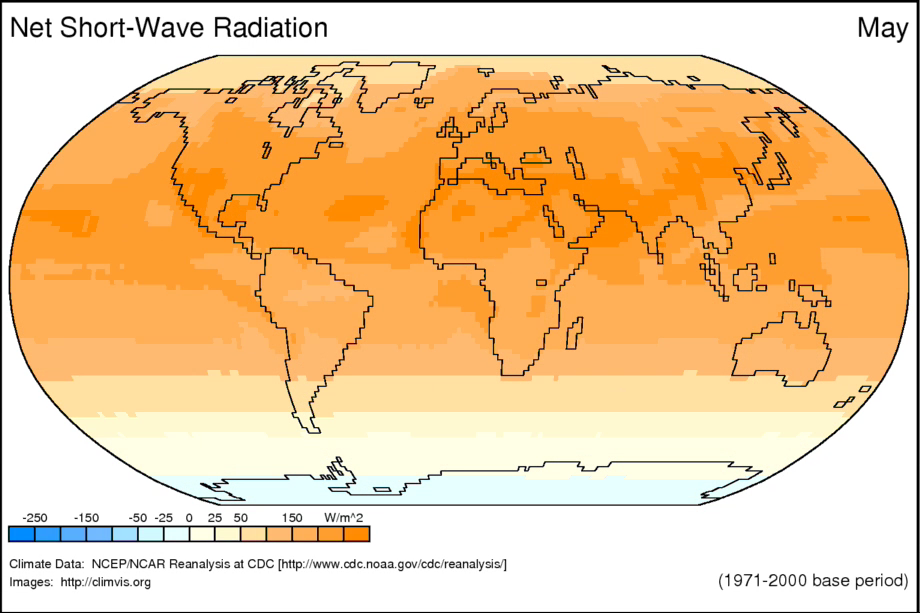 Net Short-Wave Radiation May
-250 -150 -50 -25 0 25 50 150 W/m^2
Climate Data: NCEP/NCAR Reanalysis at CDC [http://www.cdc.noaa.gov/cdc/reanalysis/]
Images: http://climvis.org (1971-2000 base period)